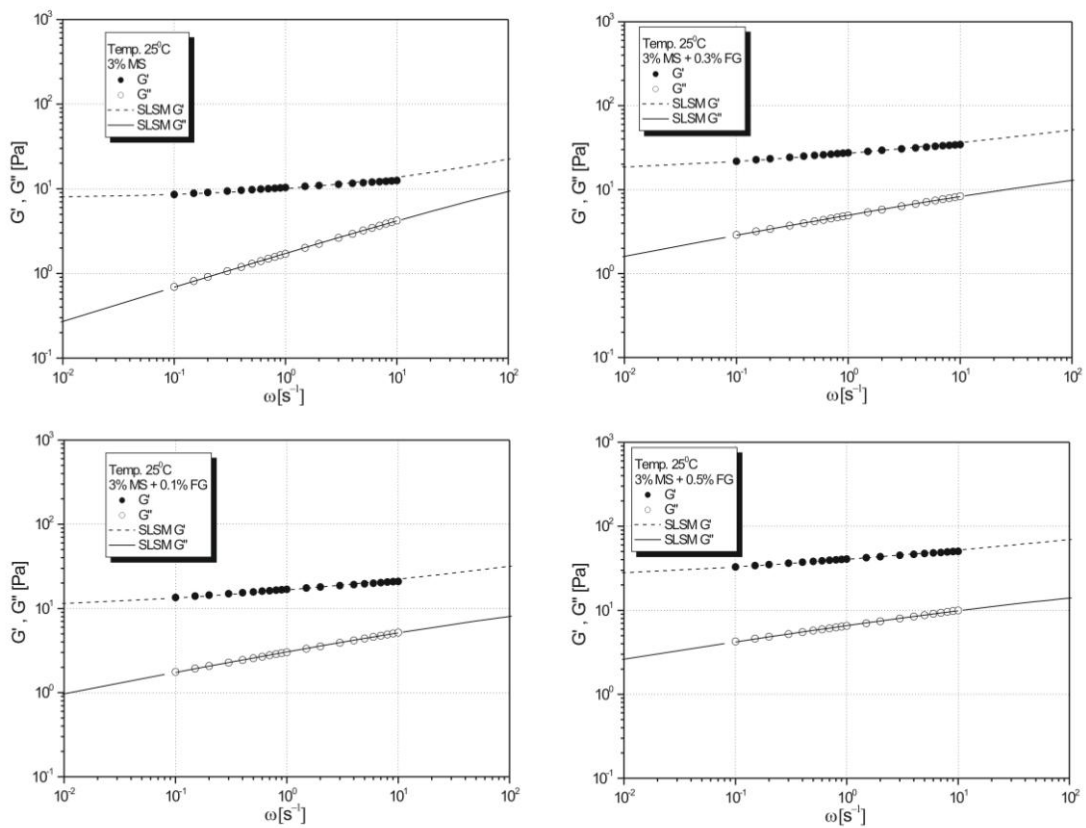 10³
10²
10¹
10⁰
10⁻¹
G' , G'' [Pa]
Temp. 25⁰C
3% MS
G'
G''
SLSM G'
SLSM G''
10⁻² 10⁻¹ 10⁰ 10¹ 10²
ω[s⁻¹]
10³
10²
10¹
10⁰
10⁻¹
G' , G'' [Pa]
Temp. 25⁰C
3% MS + 0.3% FG
G'
G''
SLSM G'
SLSM G''
10⁻² 10⁻¹ 10⁰ 10¹ 10²
ω[s⁻¹]
10³
10²
10¹
10⁰
10⁻¹
G' , G'' [Pa]
Temp. 25⁰C
3% MS + 0.1% FG
G'
G''
SLSM G'
SLSM G''
10⁻² 10⁻¹ 10⁰ 10¹ 10²
ω[s⁻¹]
10³
10²
10¹
10⁰
10⁻¹
G' , G'' [Pa]
Temp. 25⁰C
3% MS + 0.5% FG
G'
G''
SLSM G'
SLSM G''
10⁻² 10⁻¹ 10⁰ 10¹ 10²
ω[s⁻¹]